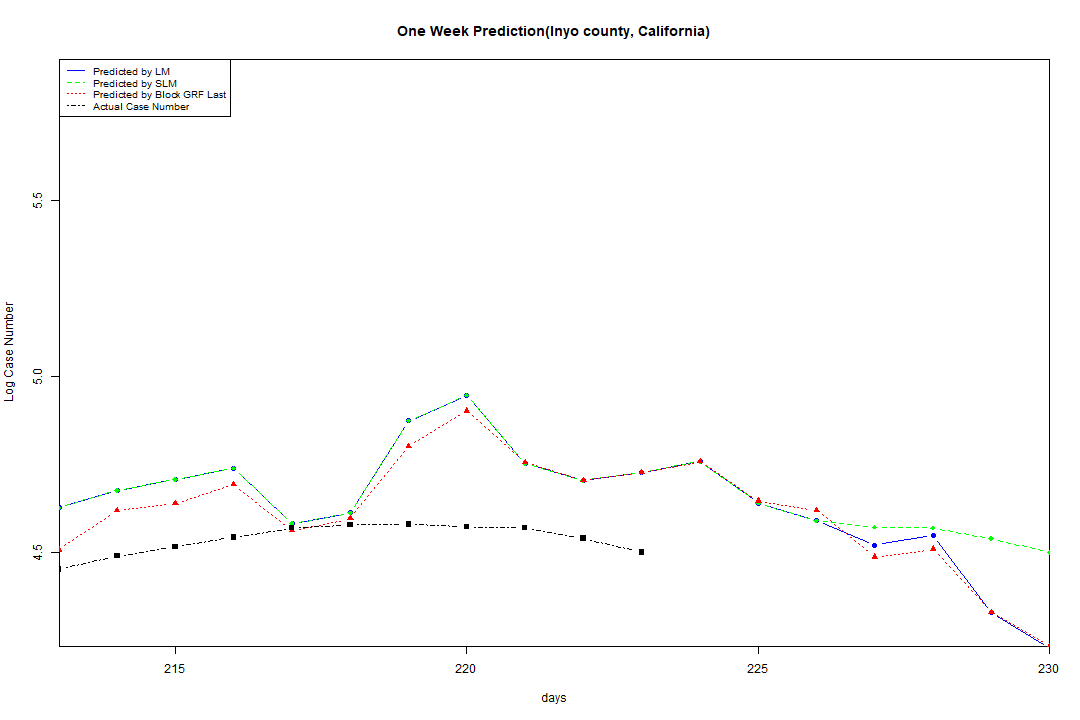 One Week Prediction(Inyo county, California)
Predicted by LM
Predicted by SLM
Predicted by Block GRF Last
Actual Case Number
5.5
5.0
4.5
Log Case Number
215 220 225 230
days